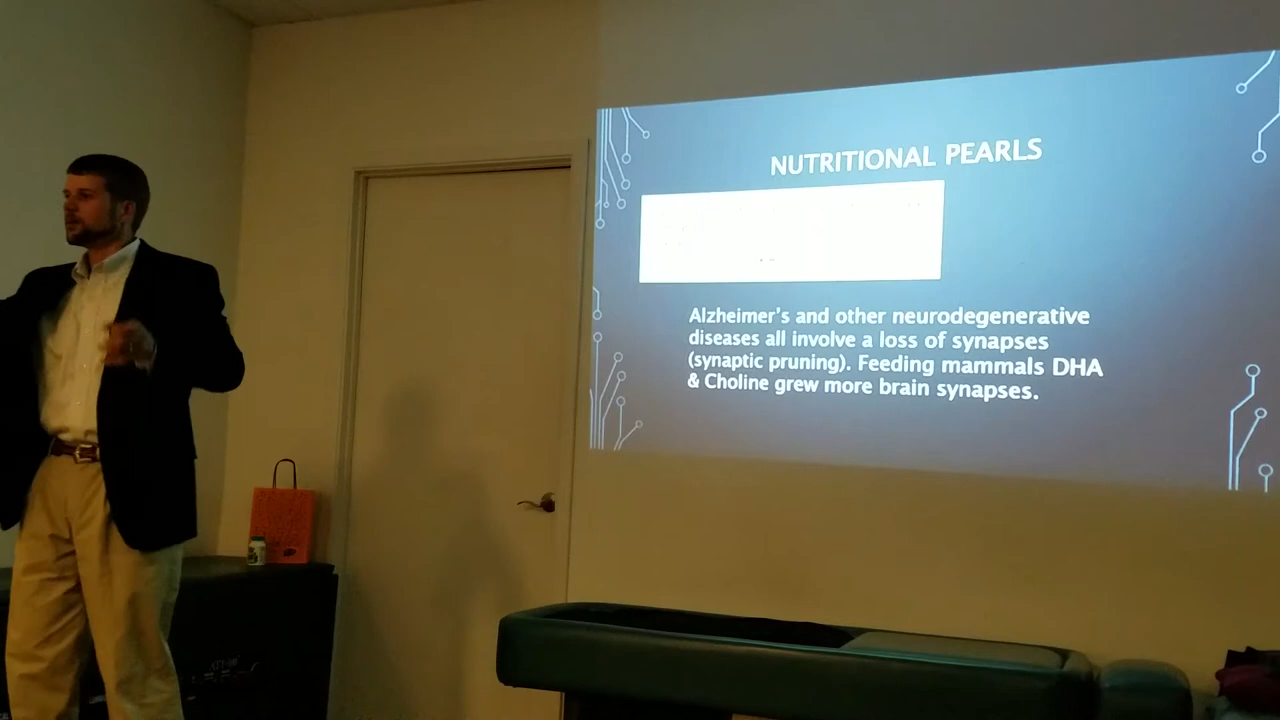 NUTRITIONAL PEARLS
Alzheimer's and other neurodegenerative
diseases all involve a loss of synapses
(synaptic pruning). Feeding mammals DHA
& Choline grew more brain synapses.